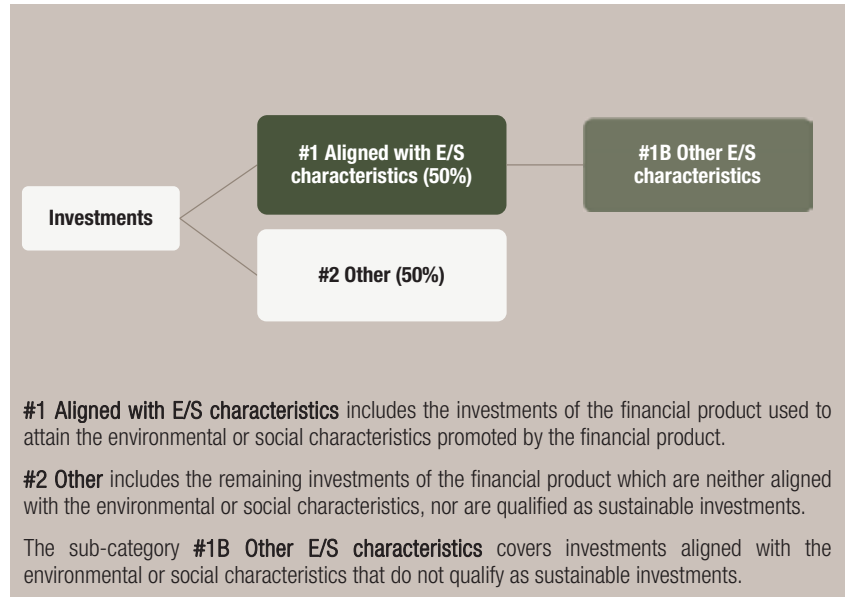 #1 Aligned with E/S
characteristics (50%)
#1B Other E/S
characteristics
Investments
#2 Other (50%)
#1 Aligned with E/S characteristics includes the investments of the financial product used to
attain the environmental or social characteristics promoted by the financial product.
#2 Other includes the remaining investments of the financial product which are neither aligned
with the environmental or social characteristics, nor are qualified as sustainable investments.
The sub-category #1B Other E/S characteristics covers investments aligned with the
environmental or social characteristics that do not qualify as sustainable investments.